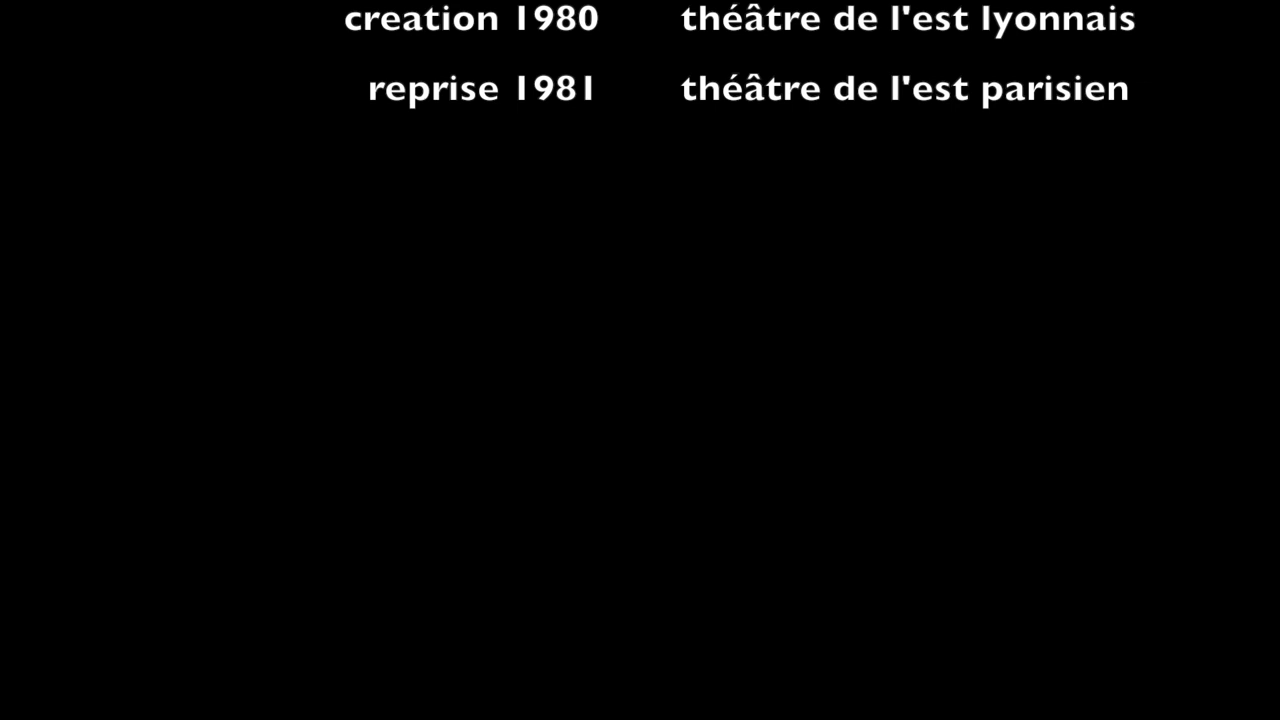 creation 1980 théâtre de l'est lyonnais
reprise 1981 théâtre de l'est parisien